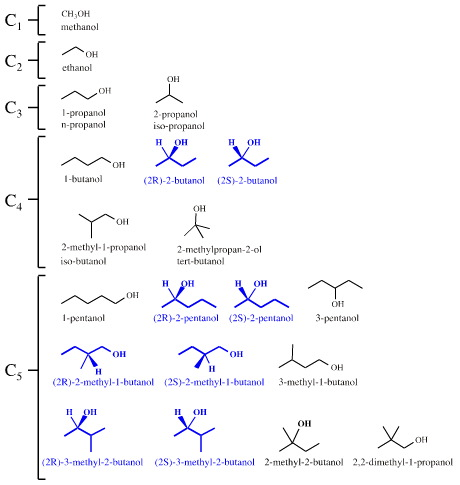 C1
CH3OH
methanol
C2
OH
ethanol
C3
OH
OH
1-propanol
n-propanol
2-propanol
iso-propanol
C4
OH
H OH
H OH
1-butanol
(2R)-2-butanol
(2S)-2-butanol
OH
OH
2-methyl-1-propanol
iso-butanol
2-methylpropan-2-ol
tert-butanol
C5
OH
H OH
H OH
OH
1-pentanol
(2R)-2-pentanol
(2S)-2-pentanol
3-pentanol
OH
H
OH
H
OH
(2R)-2-methyl-1-butanol
(2S)-2-methyl-1-butanol
3-methyl-1-butanol
H OH
H OH
OH
OH
(2R)-3-methyl-2-butanol
(2S)-3-methyl-2-butanol
2-methyl-2-butanol
2,2-dimethyl-1-propanol